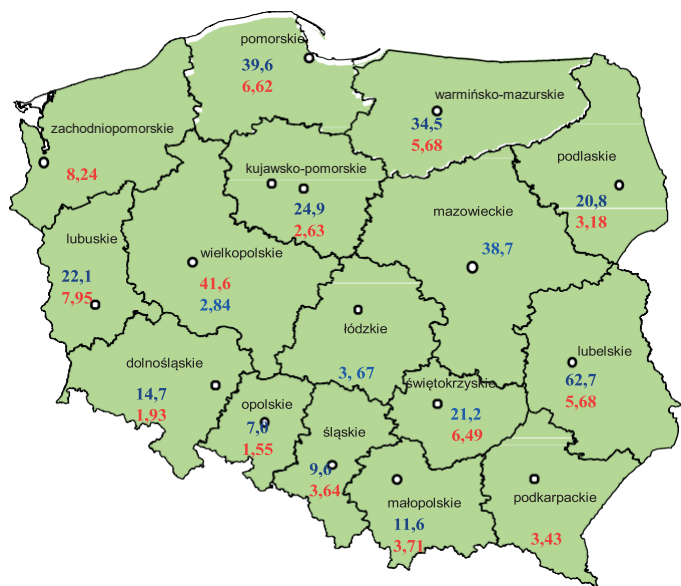 pomorskie
39,6
6,62
warmińsko-mazurskie
34,5
5,68
zachodniopomorskie
8,24
kujawsko-pomorskie
24,9
2,63
podlaskie
20,8
3,18
mazowieckie
38,7
lubuskie
22,1
7,95
wielkopolskie
41,6
2,84
łódzkie
3, 67
lubelskie
62,7
5,68
dolnośląskie
14,7
1,93
świętokrzyskie
21,2
6,49
opolskie
1,55
śląskie
3,64
małopolskie
11,6
3,71
podkarpackie
3,43